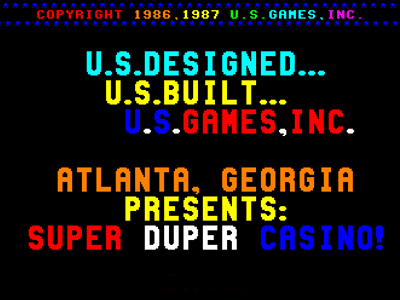 COPYRIGHT 1986,1987 U.S.GAMES,INC.
U.S.DESIGNED...
U.S.BUILT...
U.S.GAMES,INC.
ATLANTA, GEORGIA
PRESENTS:
SUPER DUPER CASINO!